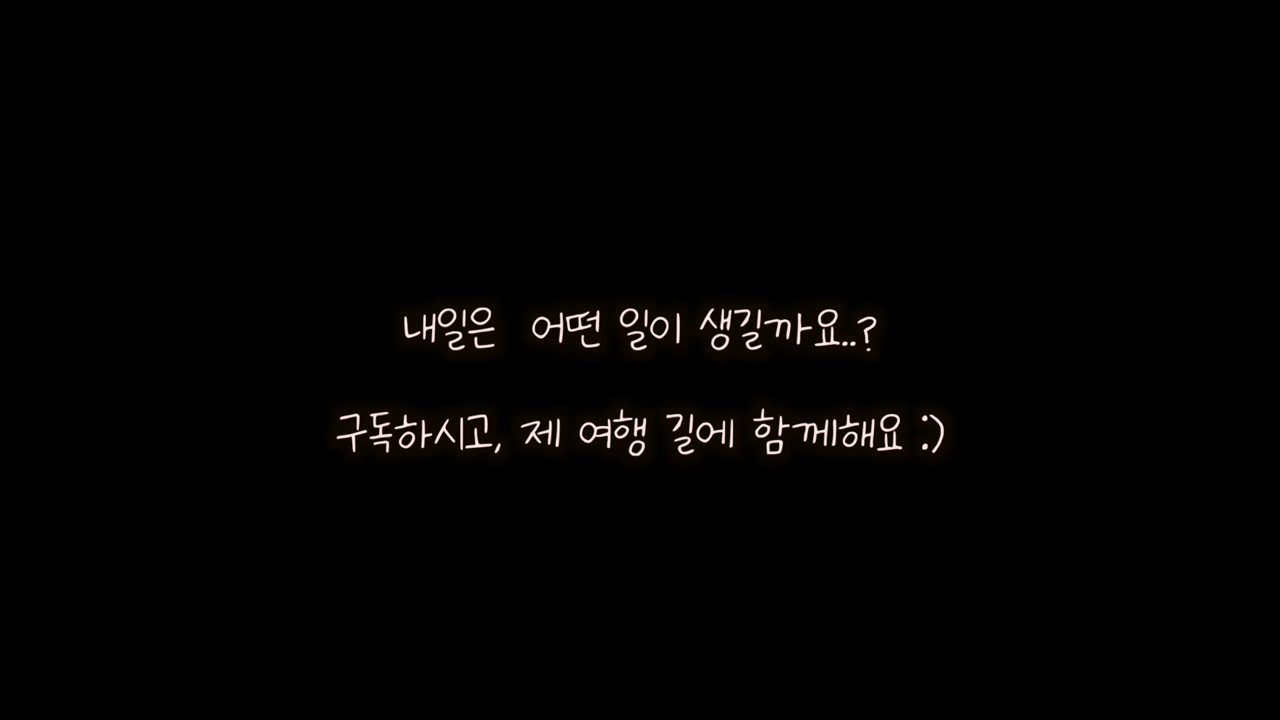 내일은 어떤 일이 생길까요..?
구독하시고, 제 여행 길에 함께해요 :)